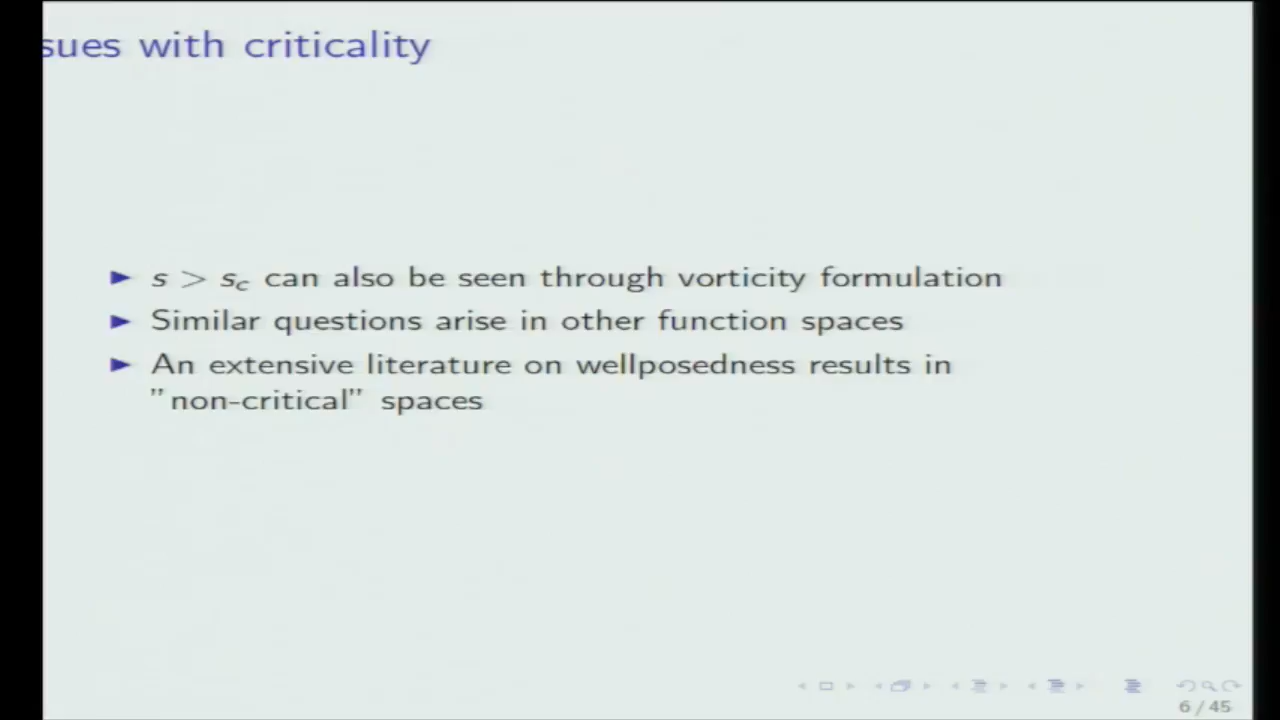 sues with criticality
► s > s_c can also be seen through vorticity formulation
► Similar questions arise in other function spaces
► An extensive literature on wellposedness results in
”non-critical” spaces
6 / 45